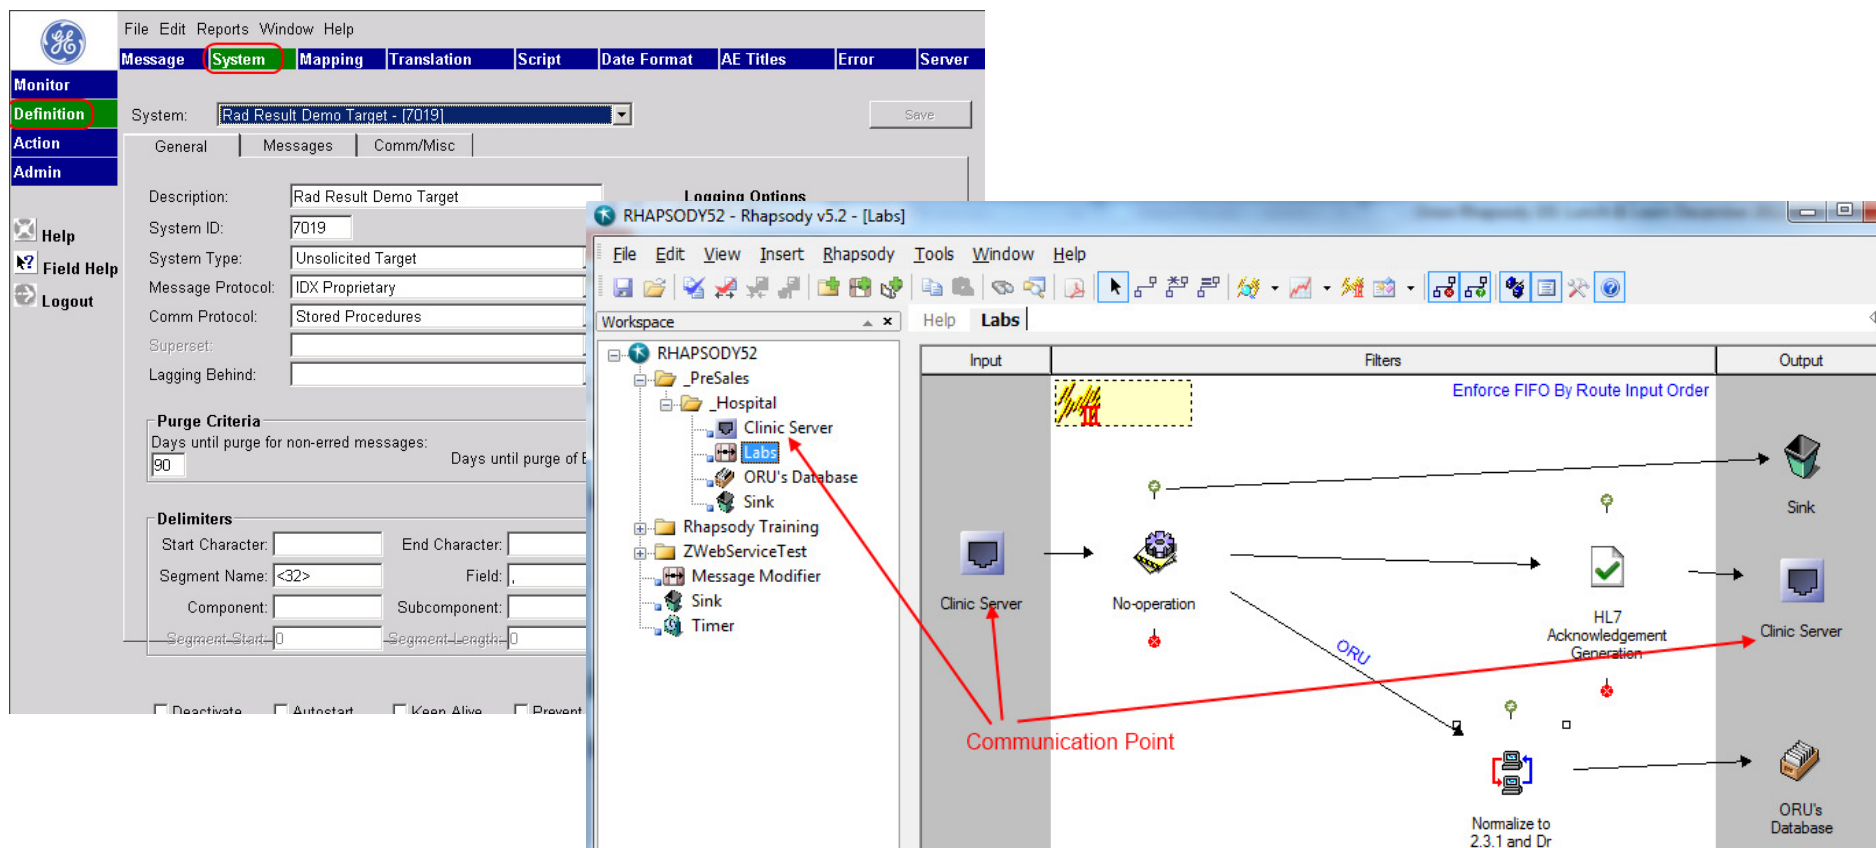 File Edit Reports Window Help
Message System Mapping Translation Script Date Format AE Titles Error Server
Monitor
Definition
Action
Admin
Help
Field Help
Logout
System: Rad Result Demo Target - [7019] Save
General Messages Comm/Misc
Description: Rad Result Demo Target
Logging Options
System ID: 7019
System Type: Unsolicited Target
Message Protocol: IDX Proprietary
Comm Protocol: Stored Procedures
Superset:
Lagging Behind:
Purge Criteria
Days until purge for non-erred messages:
90
Days until purge of E
Delimiters
Start Character: End Character:
Segment Name: <32> Field: ,
Component: Subcomponent:
Segment Start: 0 Segment Length: 0
Deactivate Autostart Keep Alive Prevent
RHAPSODY52 - Rhapsody v5.2 - [Labs]
File Edit View Insert Rhapsody Tools Window Help
Workspace
Help Labs
RHAPSODY52
_PreSales
_Hospital
Clinic Server
Labs
ORU's Database
Sink
Rhapsody Training
ZWebServiceTest
Message Modifier
Sink
Timer
Input Filters Output
Enforce FIFO By Route Input Order
Sink
Clinic Server
No-operation
HL7
Acknowledgement
Generation
Clinic Server
ORU
Communication Point
Normalize to
2.3.1 and Dr
ORU's
Database